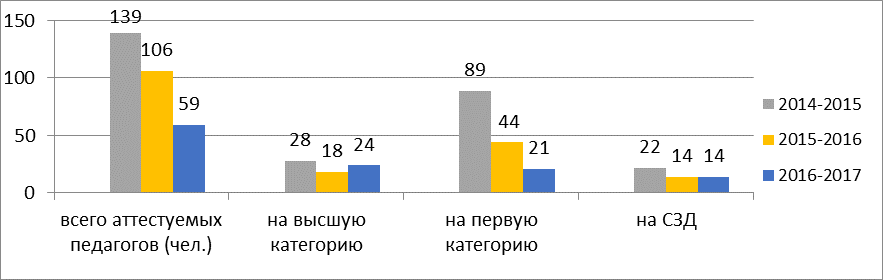 150
100
50
0
139
106
59
28
18
24
89
44
21
22
14
14
всего аттестуемых
педагогов (чел.)
на высшую
категорию
на первую
категорию
на СЗД
2014-2015
2015-2016
2016-2017